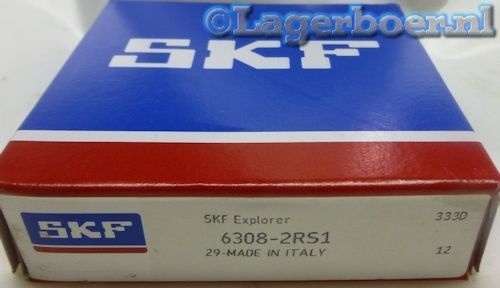 ©Lagerboer.nl
SKF
SKF
SKF Explorer
333D
6308-2RS1
29-MADE IN ITALY
12